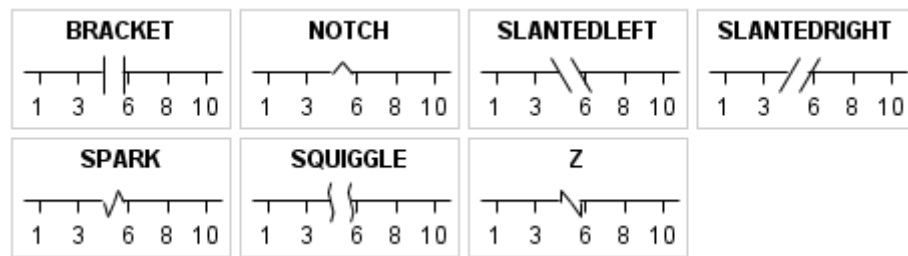 BRACKET NOTCH SLANTEDLEFT SLANTEDRIGHT
1 3 6 8 10 1 3 6 8 10 1 3 6 8 10 1 3 6 8 10
SPARK SQUIGGLE Z
1 3 6 8 10 1 3 6 8 10 1 3 6 8 10